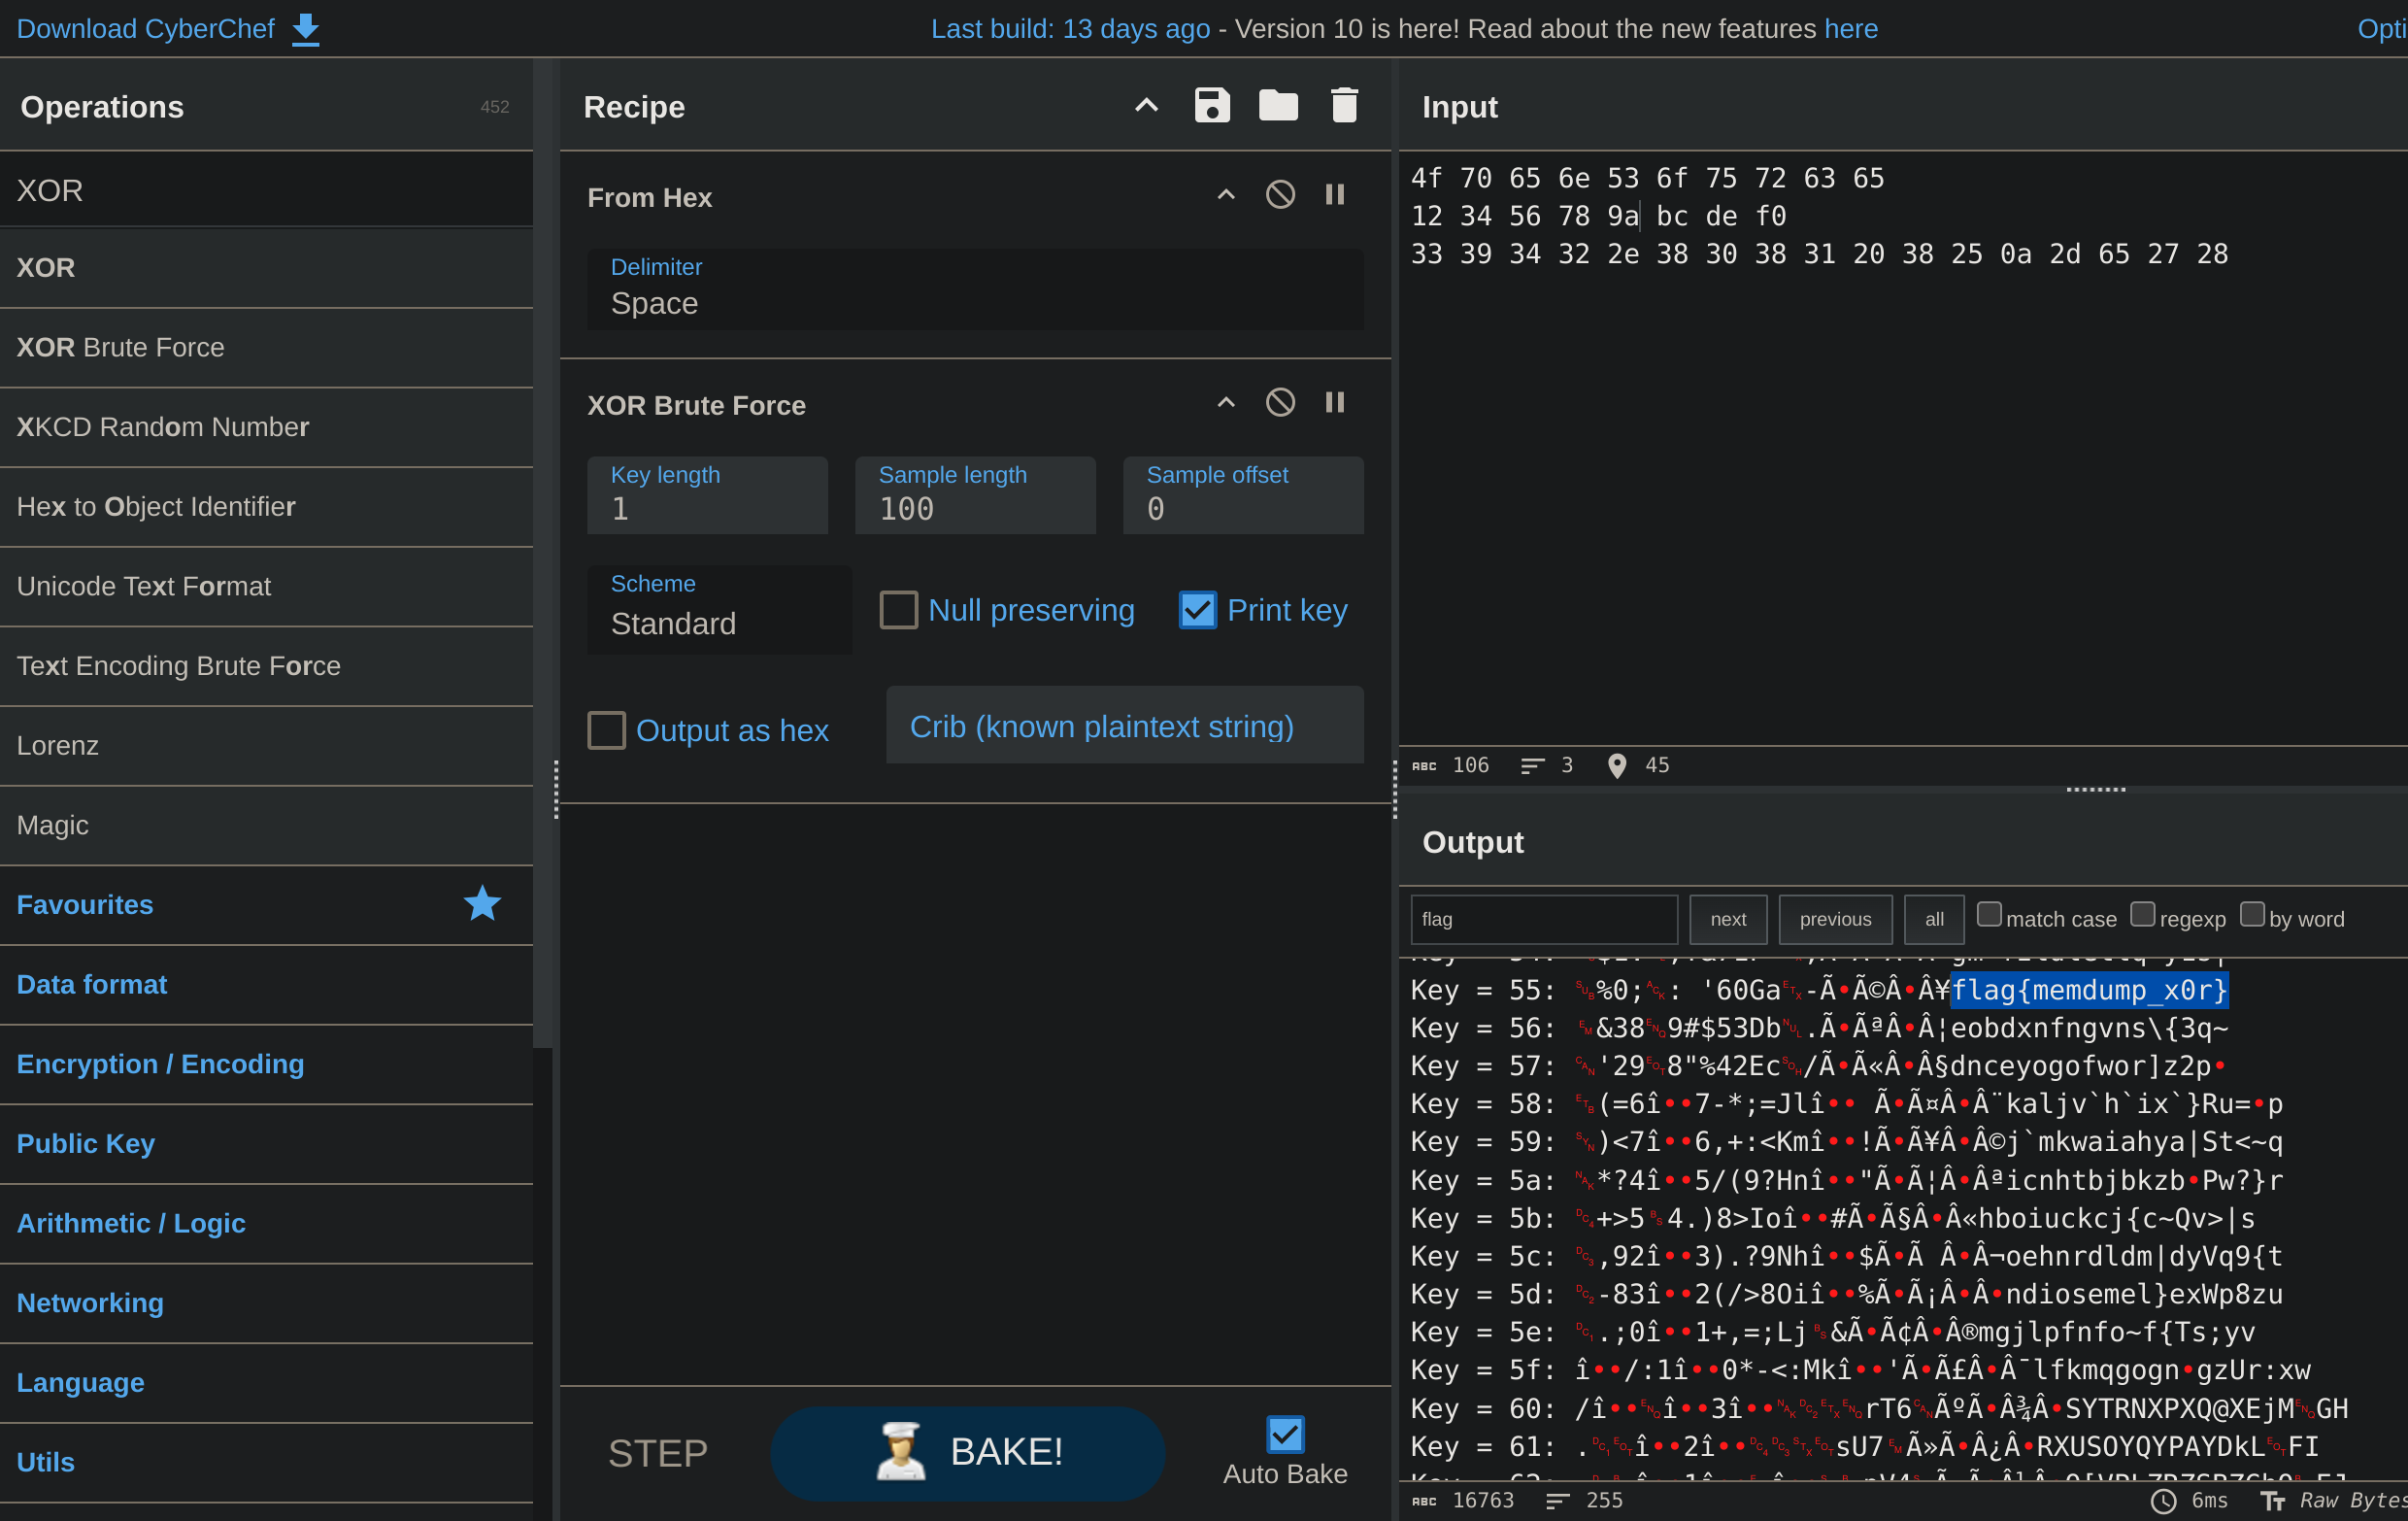 Download CyberChef
Last build: 13 days ago - Version 10 is here! Read about the new features here
Opti
Operations
452
XOR
XOR
XOR Brute Force
XKCD Random Number
Hex to Object Identifier
Unicode Text Format
Text Encoding Brute Force
Lorenz
Magic
Favourites
Data format
Encryption / Encoding
Public Key
Arithmetic / Logic
Networking
Language
Utils
Recipe
From Hex
Delimiter
Space
XOR Brute Force
Key length
1
Sample length
100
Sample offset
0
Scheme
Standard
Null preserving
Print key
Output as hex
Crib (known plaintext string)
STEP
BAKE!
Auto Bake
Input
4f 70 65 6e 53 6f 75 72 63 65
12 34 56 78 9a bc de f0
33 39 34 32 2e 38 30 38 31 20 38 25 0a 2d 65 27 28
ABC 106 3 45
Output
flag
next
previous
all
match case
regexp
by word
Key = 55: %0; : '60Ga -Ã•Ã©Â•Â¥flag{memdump_x0r}
Key = 56: &38 9#$53Db .Ã•ÃªÂ•Â¦eobdxnfngvns\{3q~
Key = 57: '29 8"%42Ec /Ã•Ã«Â•Â§dnceyogofwor]z2p•
Key = 58: (=6î••7-*;=Jlî•• Ã•Ã¤Â•Â¨kaljv`h`ix`}Ru=•p
Key = 59: )<7î••6,+:<Kmî••!Ã•Ã¥Â•Â©j`mkwaiahya|St<~q
Key = 5a: *?4î••5/(9?Hnî••"Ã•Ã¦Â•Âªicnhtbjbkzb•Pw?}r
Key = 5b: +>5 4.)8>Ioî••#Ã•Ã§Â•Â«hboiuckcj{c~Qv>|s
Key = 5c: ,92î••3).?9Nhî••$Ã•Ã Â•Â¬oehnrdldm|dyVq9{t
Key = 5d: -83î••2(/>8Oiî••%Ã•Ã¡Â•Â•ndiosemel}exWp8zu
Key = 5e: .;0î••1+,=;Lj &Ã•Ã¢Â•Â®mgjlpfnfo~f{Ts;yv
Key = 5f: î••/:1î••0*-<:Mkî••'Ã•Ã£Â•Â¯lfkmqgogn•gzUr:xw
Key = 60: /î•• î••3î•• rT6 ÃºÃ•Â¾Â•SYTRNXPXQ@XEjM GH
Key = 61: . î••2î•• sU7 Ã»Ã•Â¿Â•RXUSOYQYPAYDkL FI
ABC 16763 255
6ms
Raw Bytes